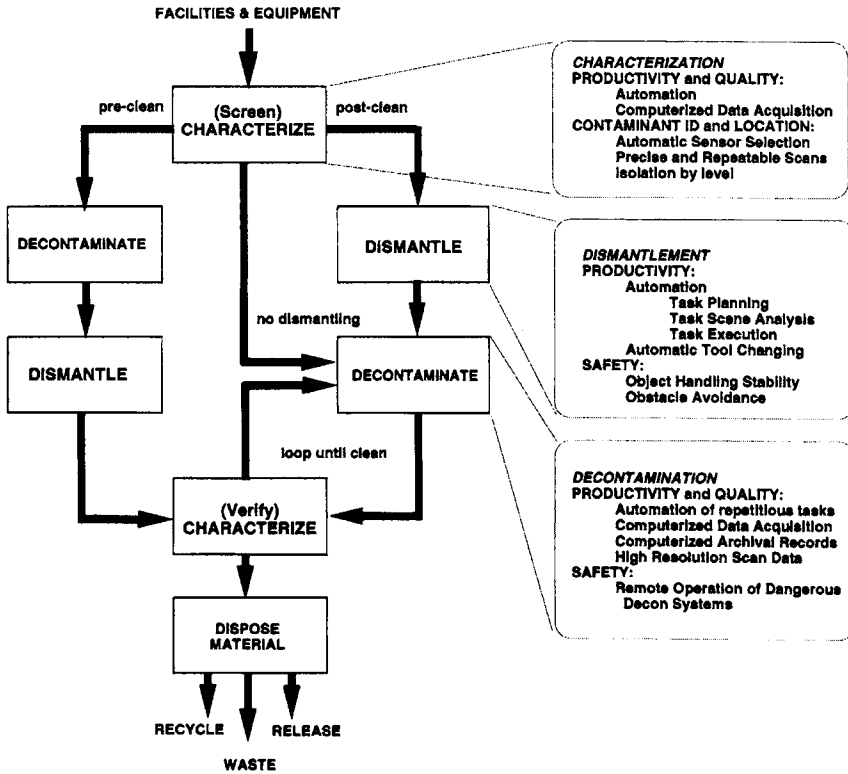 FACILITIES & EQUIPMENT
pre-clean
(Screen)
CHARACTERIZE
post-clean
DECONTAMINATE
DISMANTLE
no dismantling
DISMANTLE
DECONTAMINATE
loop until clean
(Verify)
CHARACTERIZE
DISPOSE
MATERIAL
RECYCLE
RELEASE
WASTE
CHARACTERIZATION
PRODUCTIVITY and QUALITY:
Automation
Computerized Data Acquisition
CONTAMINANT ID and LOCATION:
Automatic Sensor Selection
Precise and Repeatable Scans
Isolation by level
DISMANTLEMENT
PRODUCTIVITY:
Automation
Task Planning
Task Scene Analysis
Task Execution
Automatic Tool Changing
SAFETY:
Object Handling Stability
Obstacle Avoidance
DECONTAMINATION
PRODUCTIVITY and QUALITY:
Automation of repetitious tasks
Computerized Data Acquisition
Computerized Archival Records
High Resolution Scan Data
SAFETY:
Remote Operation of Dangerous
Decon Systems